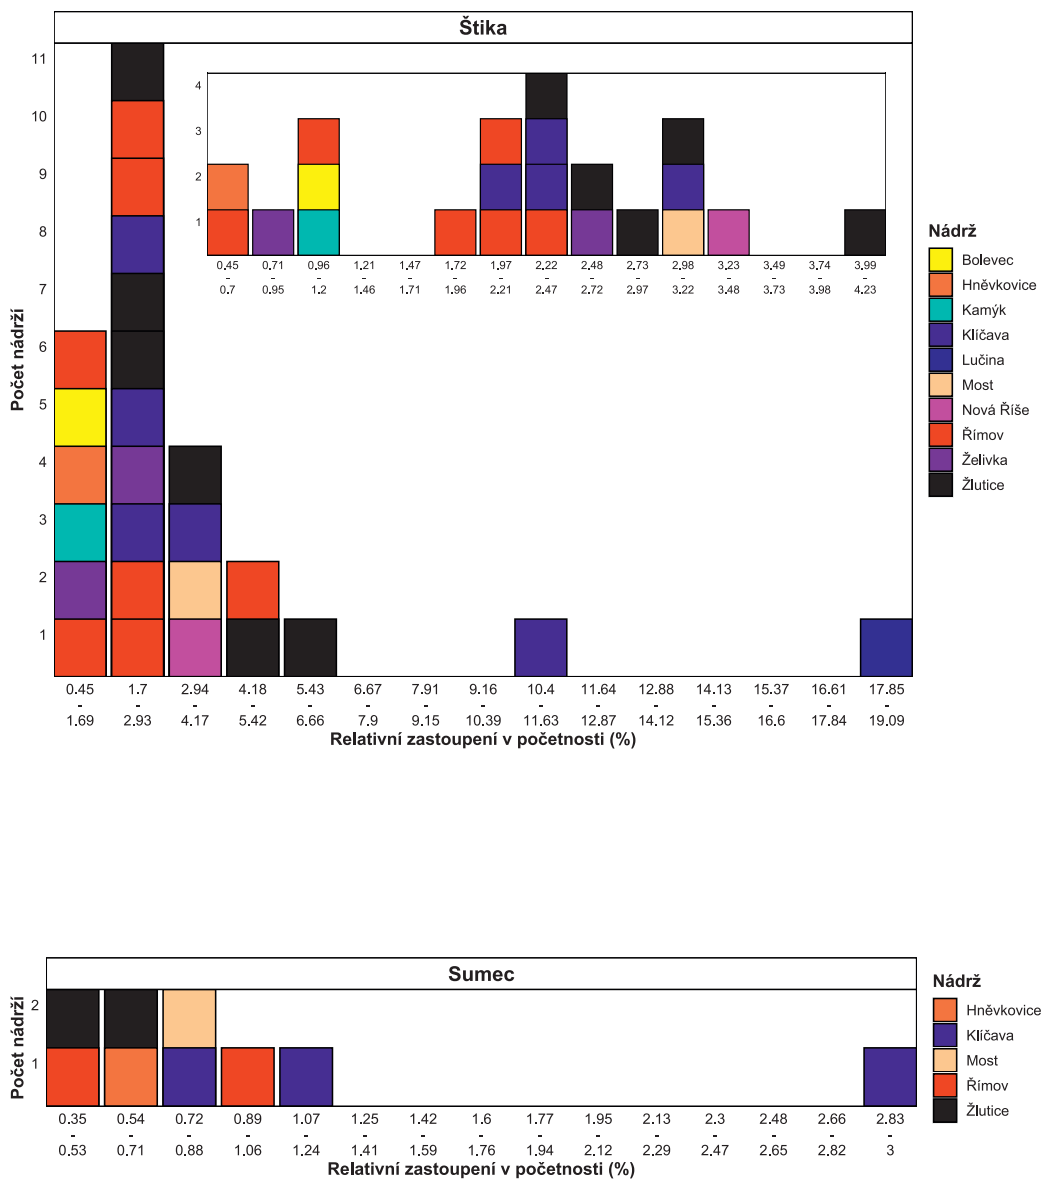 Štika
11
10
9
8
7
6
5
4
3
2
1
Počet nádrží
4
3
2
1
0.45 0.71 0.96 1.21 1.47 1.72 1.97 2.22 2.48 2.73 2.98 3.23 3.49 3.74 3.99
- - - - - - - - - - - - - - -
0.7 0.95 1.2 1.46 1.71 1.96 2.21 2.47 2.72 2.97 3.22 3.48 3.73 3.98 4.23
Nádrž
Bolevec
Hněvkovice
Kamýk
Klíčava
Lučina
Most
Nová Říše
Římov
Želivka
Žlutice
0.45 1.7 2.94 4.18 5.43 6.67 7.91 9.16 10.4 11.64 12.88 14.13 15.37 16.61 17.85
- - - - - - - - - - - - - - -
1.69 2.93 4.17 5.42 6.66 7.9 9.15 10.39 11.63 12.87 14.12 15.36 16.6 17.84 19.09
Relativní zastoupení v početnosti (%)
Sumec
2
1
Počet nádrží
Nádrž
Hněvkovice
Klíčava
Most
Římov
Žlutice
0.35 0.54 0.72 0.89 1.07 1.25 1.42 1.6 1.77 1.95 2.13 2.3 2.48 2.66 2.83
- - - - - - - - - - - - - - -
0.53 0.71 0.88 1.06 1.24 1.41 1.59 1.76 1.94 2.12 2.29 2.47 2.65 2.82 3
Relativní zastoupení v početnosti (%)